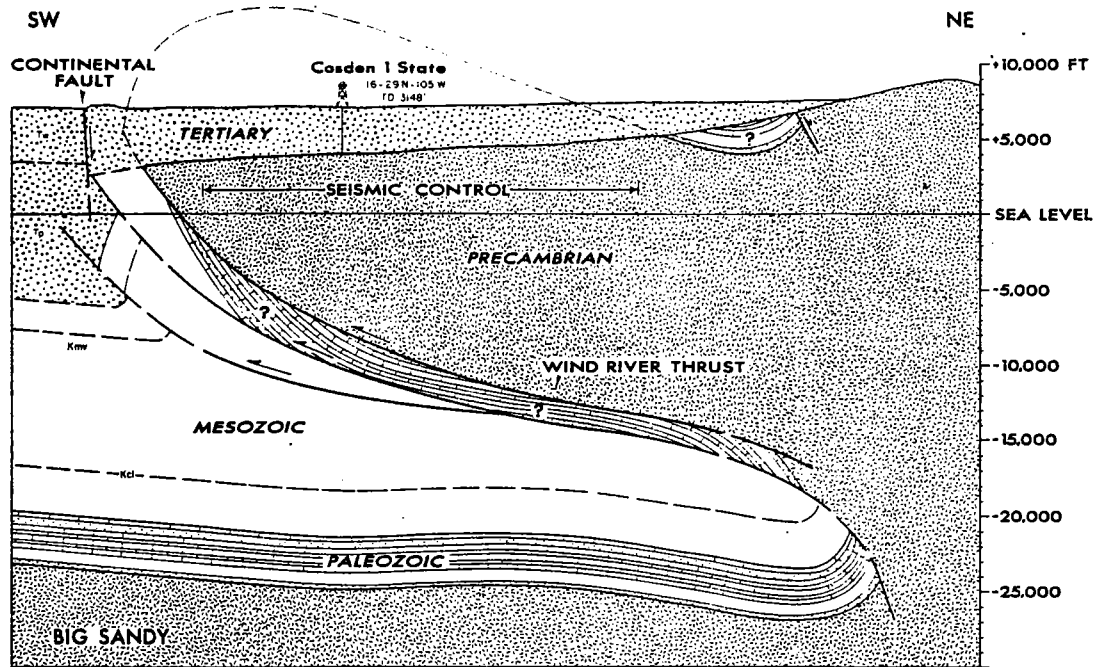 SW
NE
CONTINENTAL
FAULT
Cosden 1 State
16-29N-105W
TD 3148'
+10,000 FT
TERTIARY
+5,000
?
SEISMIC CONTROL
SEA LEVEL
PRECAMBRIAN
-5,000
?
Kmv
WIND RIVER THRUST
-10,000
?
MESOZOIC
-15,000
Kcl
-20,000
PALEOZOIC
-25,000
BIG SANDY